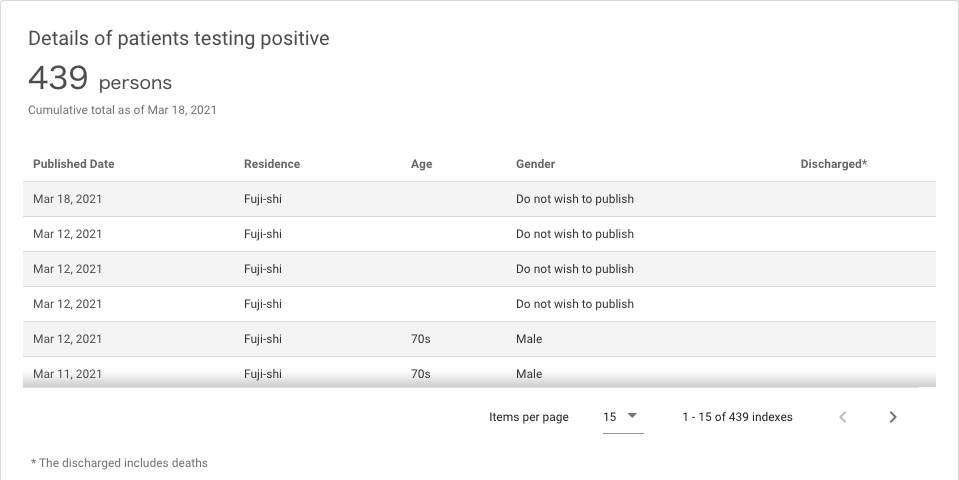 Details of patients testing positive
439 persons
Cumulative total as of Mar 18, 2021
Published Date Residence Age Gender Discharged*
Mar 18, 2021 Fuji-shi Do not wish to publish
Mar 12, 2021 Fuji-shi Do not wish to publish
Mar 12, 2021 Fuji-shi Do not wish to publish
Mar 12, 2021 Fuji-shi Do not wish to publish
Mar 12, 2021 Fuji-shi 70s Male
Mar 11, 2021 Fuji-shi 70s Male
Items per page 15 1 - 15 of 439 indexes
* The discharged includes deaths